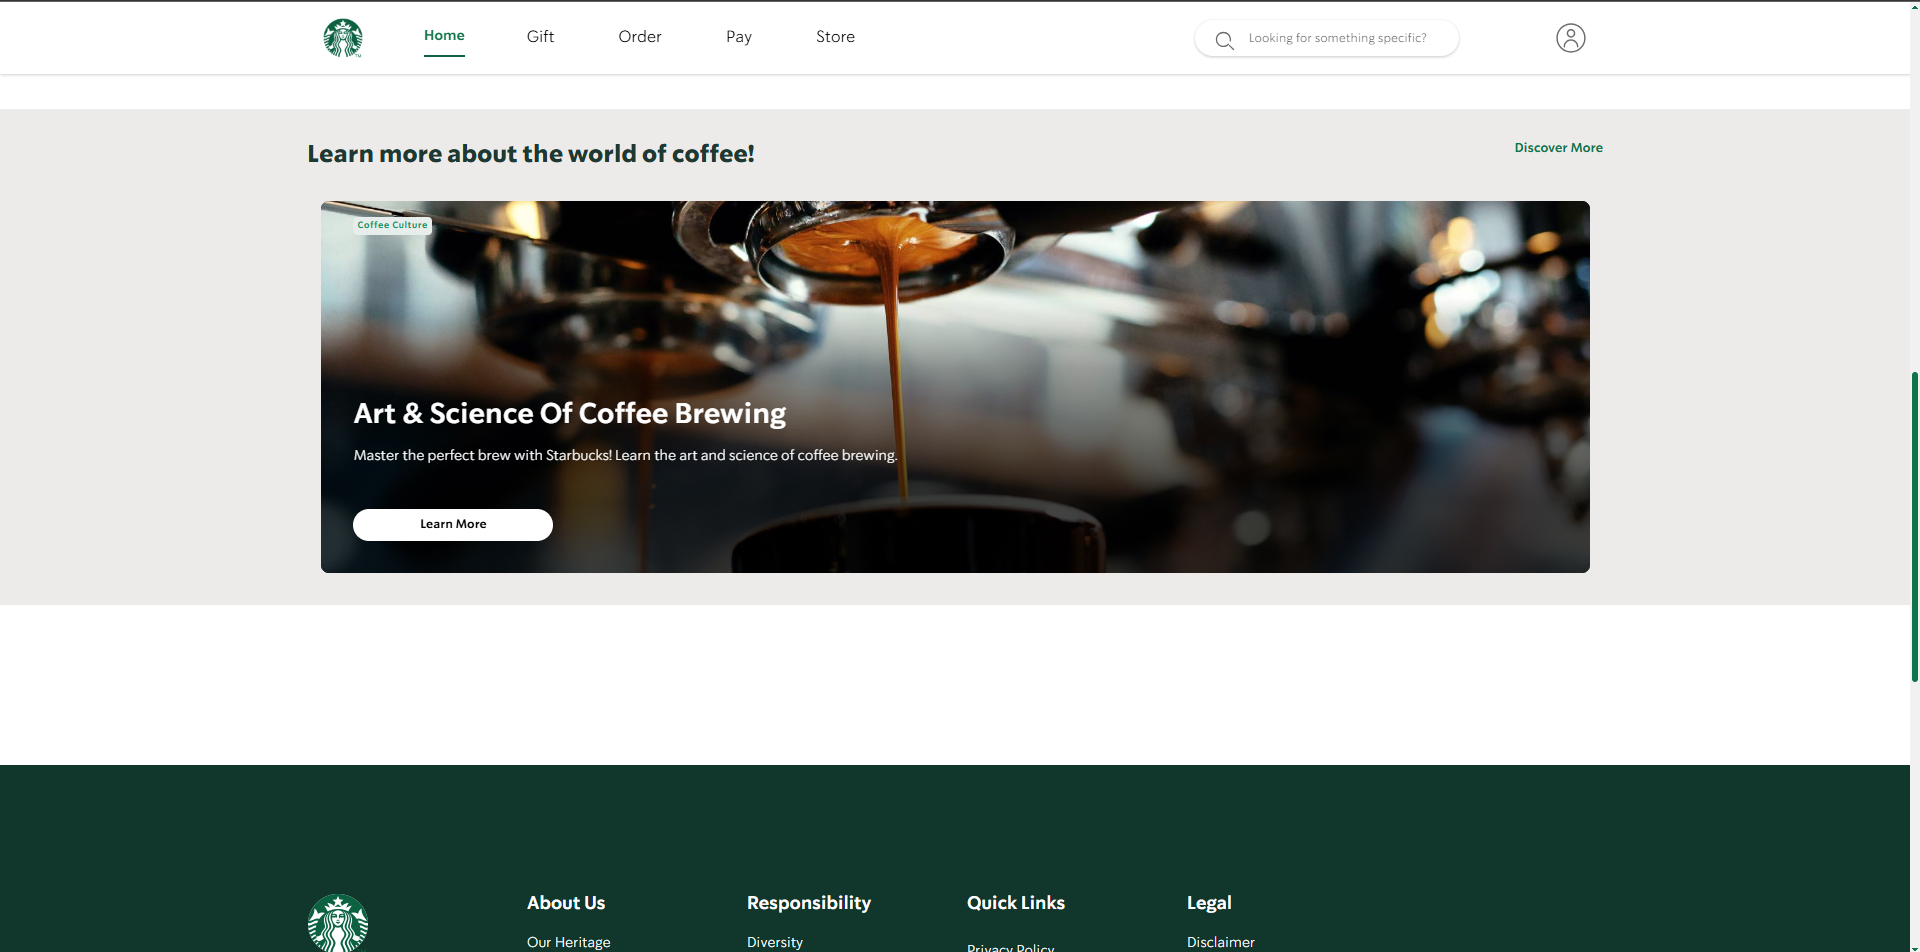 Home
Gift
Order
Pay
Store
Looking for something specific?
Learn more about the world of coffee!
Discover More
Coffee Culture
Art & Science Of Coffee Brewing
Master the perfect brew with Starbucks! Learn the art and science of coffee brewing.
Learn More
About Us
Responsibility
Quick Links
Legal
Our Heritage
Diversity
Privacy Policy
Disclaimer